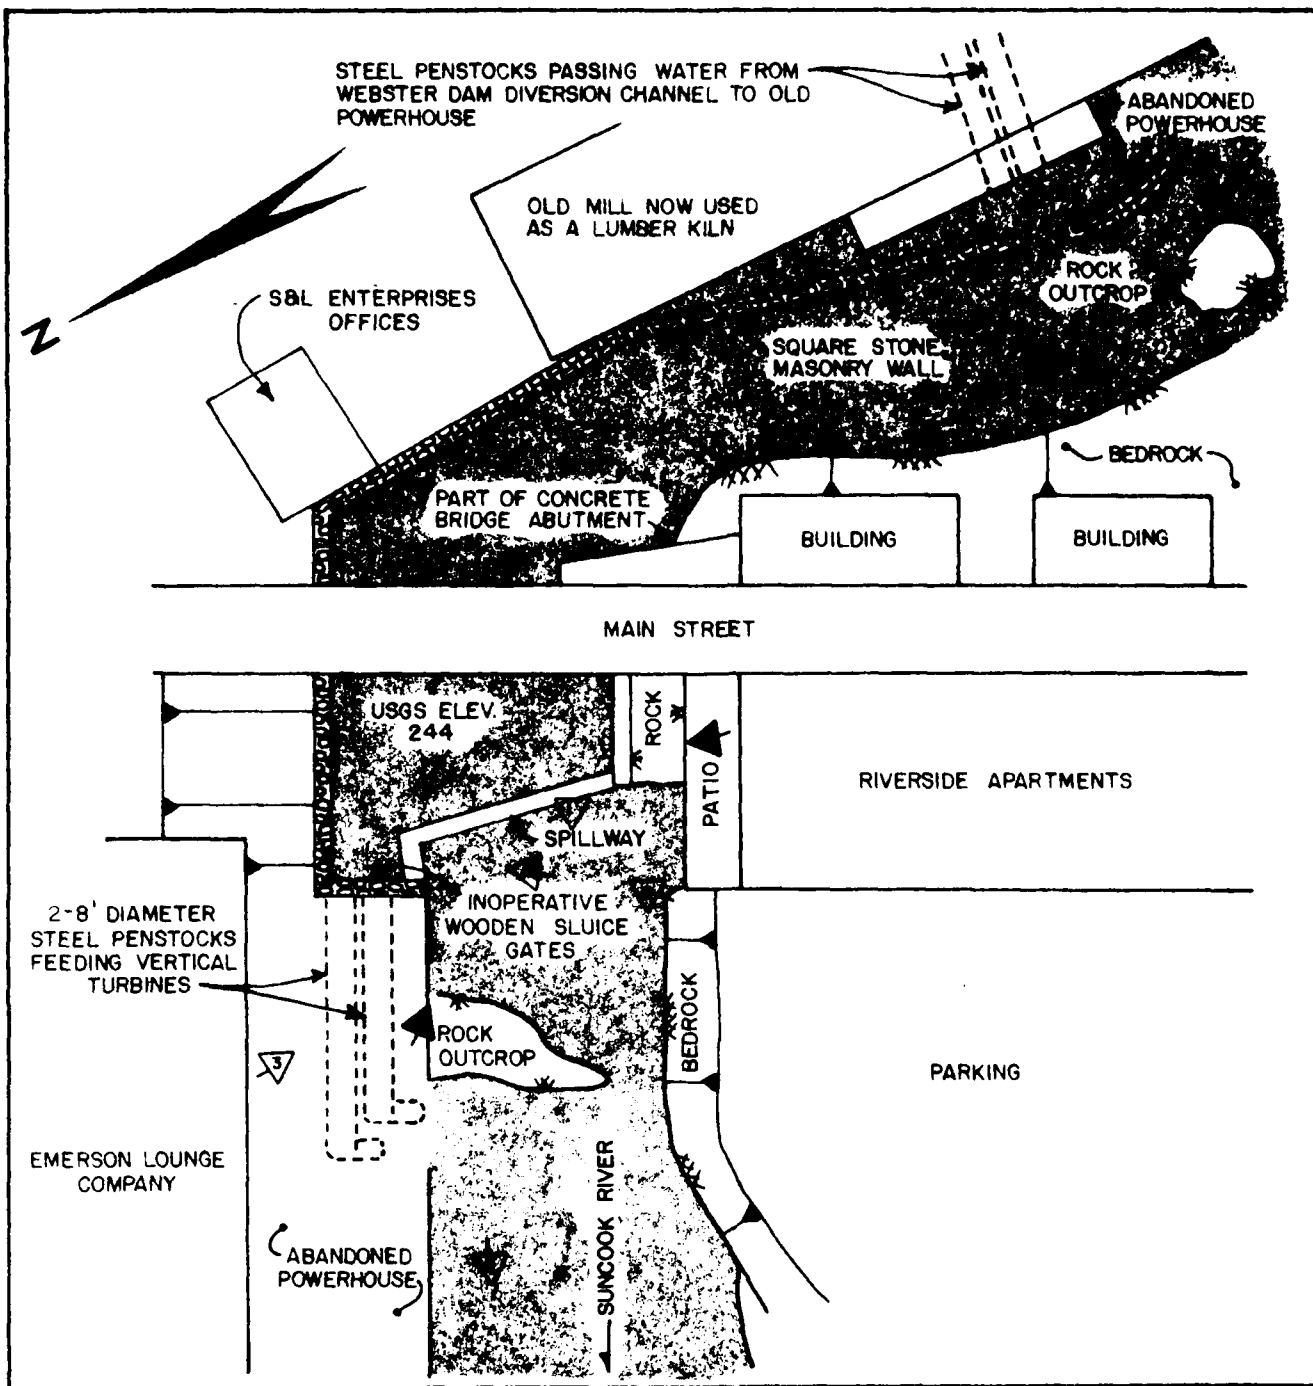 STEEL PENSTOCKS PASSING WATER FROM
WEBSTER DAM DIVERSION CHANNEL TO OLD
POWERHOUSE
ABANDONED
POWERHOUSE
OLD MILL NOW USED
AS A LUMBER KILN
ROCK
OUTCROP
N
S&L ENTERPRISES
OFFICES
SQUARE STONE
MASONRY WALL
BEDROCK
PART OF CONCRETE
BRIDGE ABUTMENT
BUILDING
BUILDING
MAIN STREET
USGS ELEV.
244
ROCK
PATIO
RIVERSIDE APARTMENTS
SPILLWAY
INOPERATIVE
WOODEN SLUICE
GATES
2-8' DIAMETER
STEEL PENSTOCKS
FEEDING VERTICAL
TURBINES
BEDROCK
ROCK
OUTCROP
3
PARKING
EMERSON LOUNGE
COMPANY
SUNCOOK RIVER
ABANDONED
POWERHOUSE